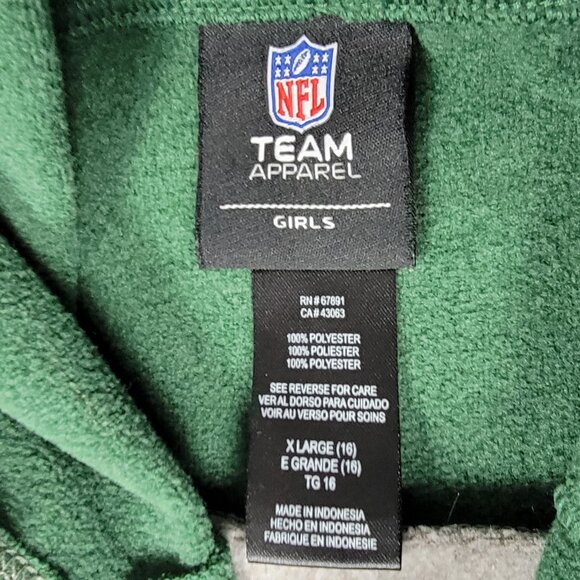 NFL
TEAM
APPAREL
GIRLS
RN # 67891
CA # 43063
100% POLYESTER
100% POLIESTER
100% POLYESTER
SEE REVERSE FOR CARE
VER AL DORSO PARA CUIDADO
VOIR AU VERSO POUR SOINS
X LARGE (16)
E GRANDE (16)
TG 16
MADE IN INDONESIA
HECHO EN INDONESIA
FABRIQUE EN INDONESIE